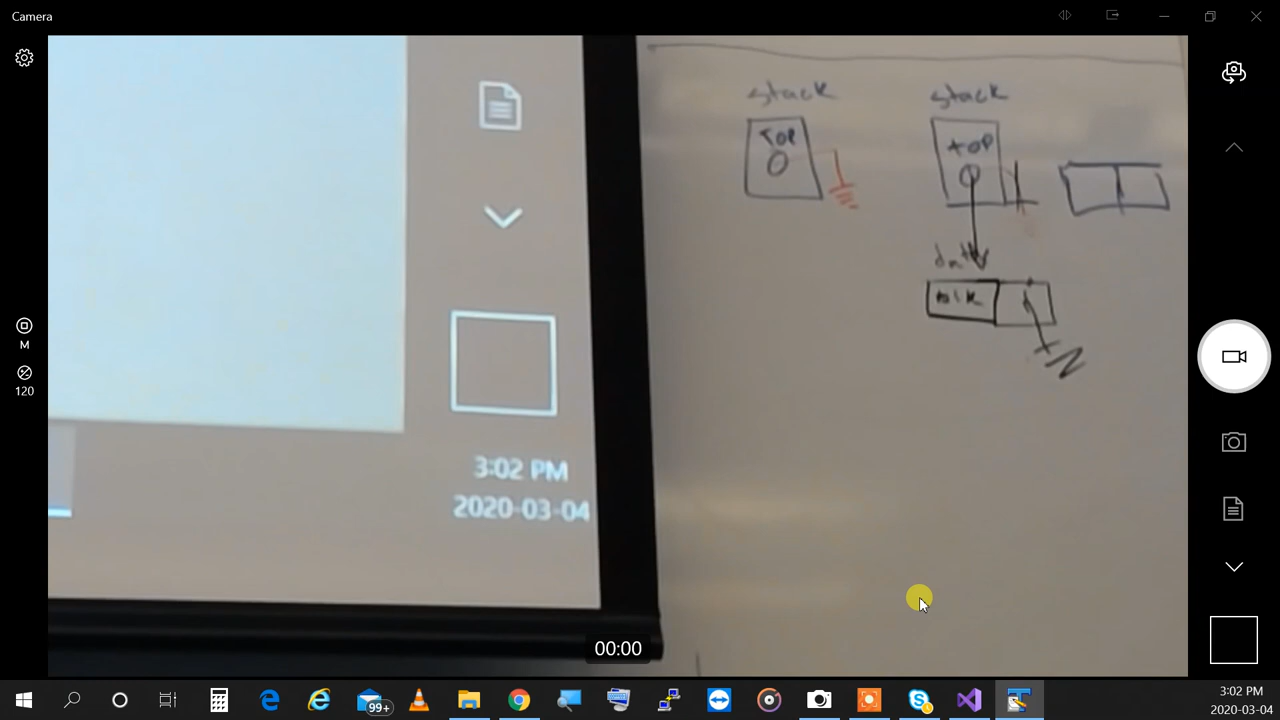 Camera
stack stack
TOP top
data
3:02 PM
2020-03-04
M
120
00:00
99+
3:02 PM
2020-03-04